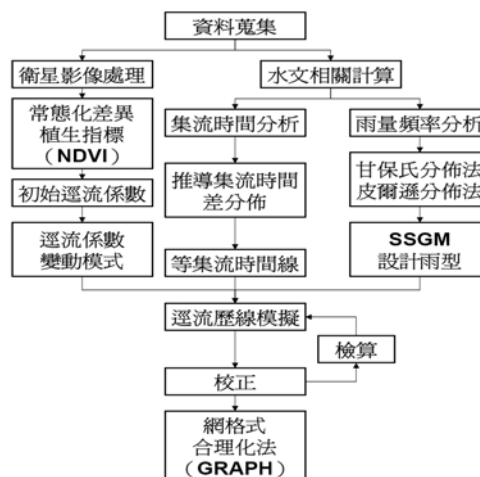 資料蒐集
衛星影像處理
水文相關計算
常態化差異
植生指標
(NDVI)
集流時間分析
雨量頻率分析
初始逕流係數
推導集流時間
差分佈
甘保氏分佈法
皮爾遜分佈法
逕流係數
變動模式
等集流時間線
SSGM
設計雨型
逕流歷線模擬
檢算
校正
網格式
合理化法
(GRAPH)